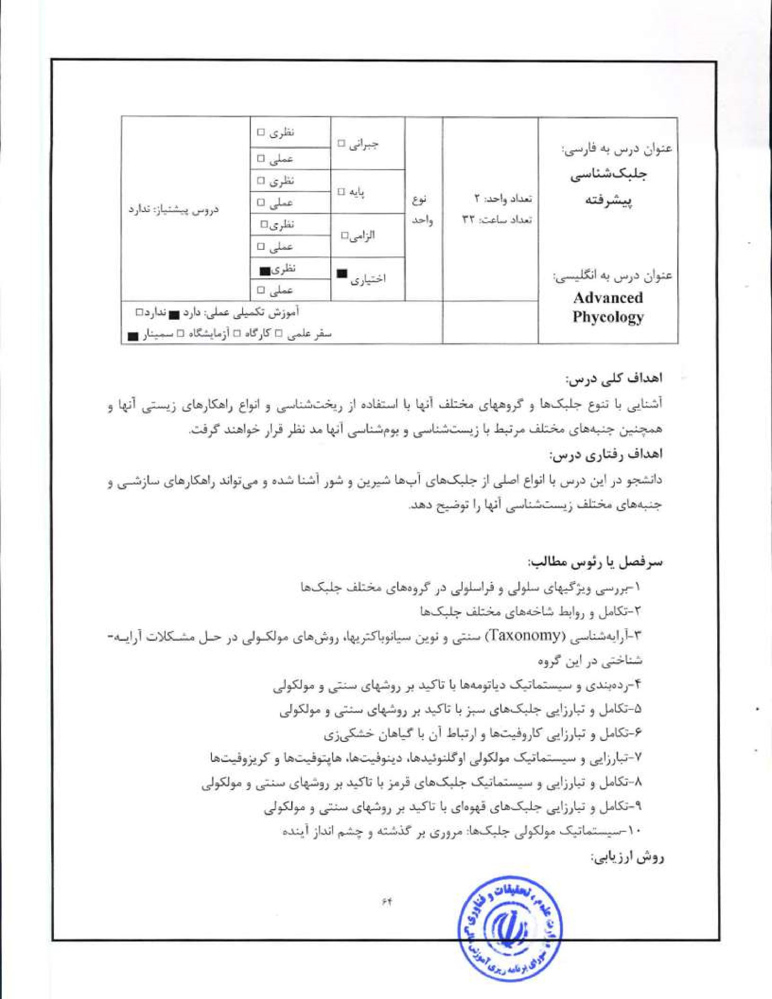 عنوان درس به فارسی:
جلبک‌شناسی
پیشرفته
عنوان درس به انگلیسی:
Advanced
Phycology
تعداد واحد: ۲
تعداد ساعت: ۳۲
نوع
واحد
جبرانی □
نظری □
عملی □
پایه □
نظری □
عملی □
الزامی□
نظری□
عملی □
اختیاری ■
نظری■
عملی □
دروس پیشنیاز: ندارد
آموزش تکمیلی عملی: دارد ■ ندارد□
سفر علمی □ کارگاه □ آزمایشگاه □ سمینار ■
اهداف کلی درس:
آشنایی با تنوع جلبک‌ها و گروههای مختلف آنها با استفاده از ریخت‌شناسی و انواع راهکارهای زیستی آنها و
همچنین جنبه‌های مختلف مرتبط با زیست‌شناسی و بوم‌شناسی آنها مد نظر قرار خواهند گرفت.
اهداف رفتاری درس:
دانشجو در این درس با انواع اصلی از جلبک‌های آب‌ها شیرین و شور آشنا شده و می‌تواند راهکارهای سازشی و
جنبه‌های مختلف زیست‌شناسی آنها را توضیح دهد.
سرفصل یا رئوس مطالب:
۱-بررسی ویژگیهای سلولی و فراسلولی در گروه‌های مختلف جلبک‌ها
۲-تکامل و روابط شاخه‌های مختلف جلبک‌ها
۳-آرایه‌شناسی (Taxonomy) سنتی و نوین سیانوباکتریها، روش‌های مولکولی در حل مشکلات آرایه-
شناختی در این گروه
۴-رده‌بندی و سیستماتیک دیاتومه‌ها با تاکید بر روشهای سنتی و مولکولی
۵-تکامل و تبارزایی جلبک‌های سبز با تاکید بر روشهای سنتی و مولکولی
۶-تکامل و تبارزایی کاروفیت‌ها و ارتباط آن با گیاهان خشکی‌زی
۷-تبارزایی و سیستماتیک مولکولی اوگلنوئیدها، دینوفیت‌ها، هاپتوفیت‌ها و کریزوفیت‌ها
۸-تکامل و تبارزایی و سیستماتیک جلبک‌های قرمز با تاکید بر روشهای سنتی و مولکولی
۹-تکامل و تبارزایی جلبک‌های قهوه‌ای با تاکید بر روشهای سنتی و مولکولی
۱۰-سیستماتیک مولکولی جلبک‌ها: مروری بر گذشته و چشم انداز آینده
روش ارزیابی:
۶۴
علوم، تحقیقات و فناوری
شورای برنامه ریزی آموزش عالی